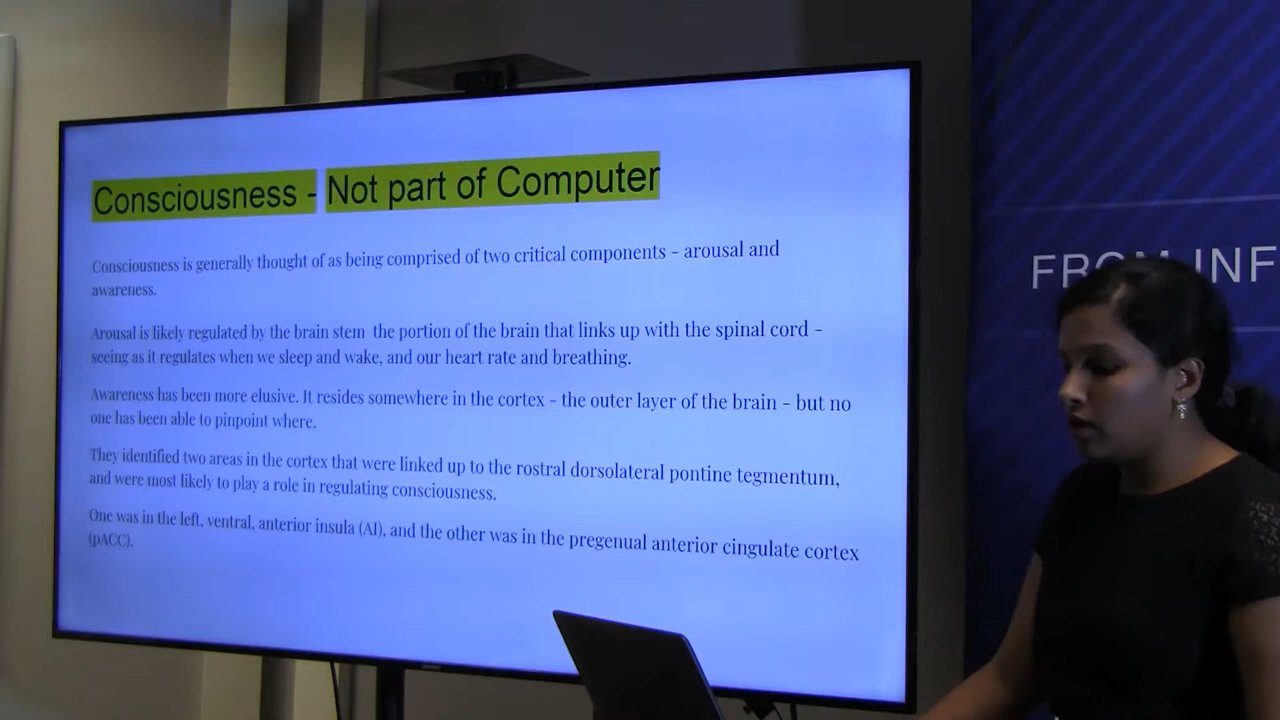 Consciousness - Not part of Computer
Consciousness is generally thought of as being comprised of two critical components - arousal and
awareness.
Arousal is likely regulated by the brain stem the portion of the brain that links up with the spinal cord -
seeing as it regulates when we sleep and wake, and our heart rate and breathing.
Awareness has been more elusive. It resides somewhere in the cortex - the outer layer of the brain - but no
one has been able to pinpoint where.
They identified two areas in the cortex that were linked up to the rostral dorsolateral pontine tegmentum,
and were most likely to play a role in regulating consciousness.
One was in the left, ventral, anterior insula (AI), and the other was in the pregenual anterior cingulate cortex
(pACC).
FROM INF